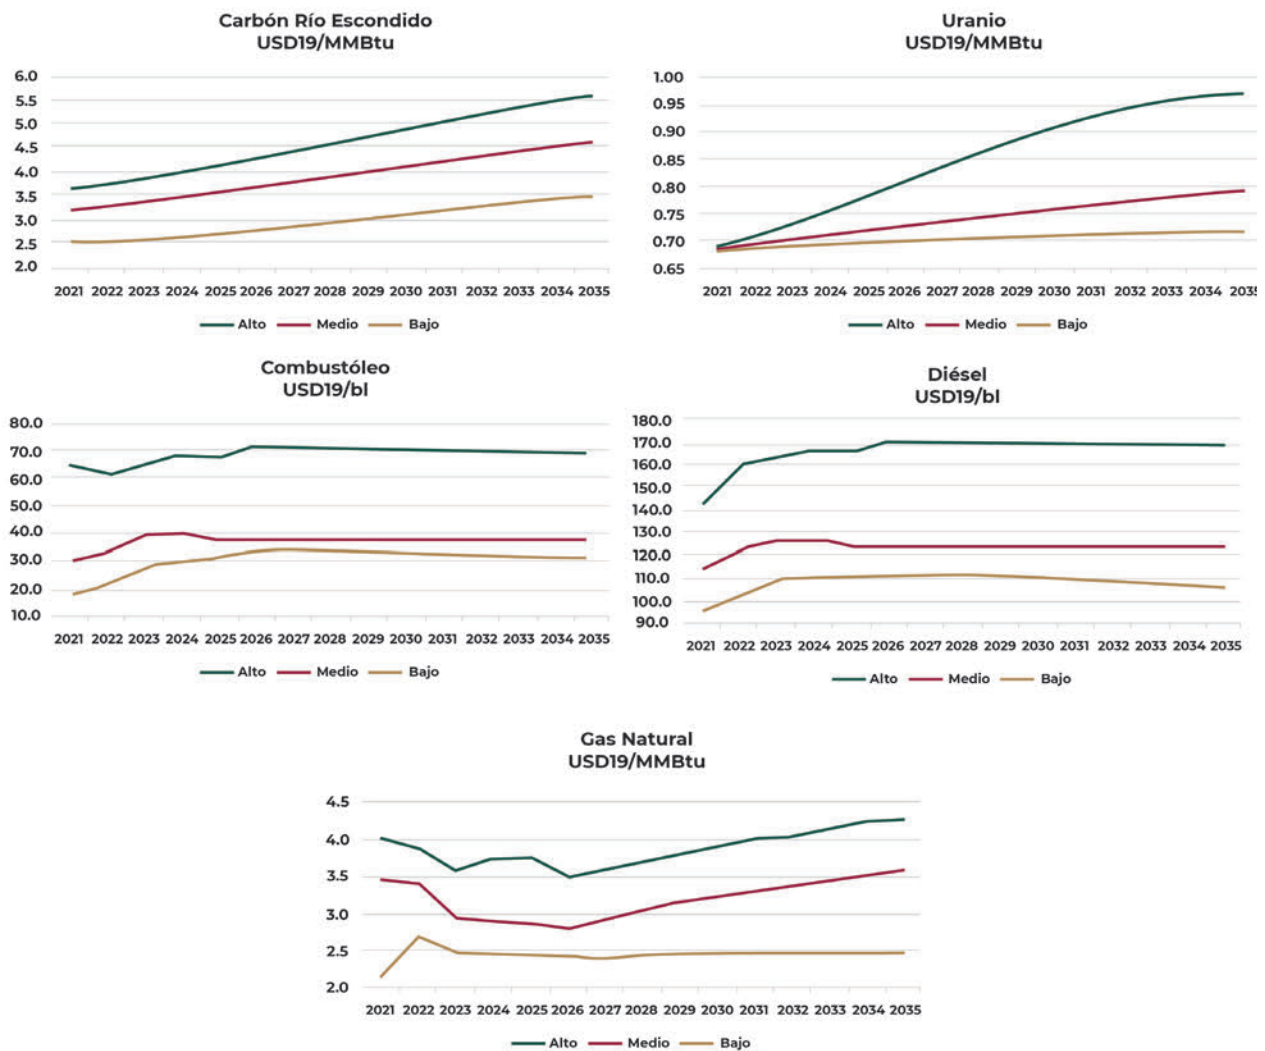 Carbón Río Escondido
USD19/MMBtu
6.0
5.5
5.0
4.5
4.0
3.5
3.0
2.5
2.0
2021 2022 2023 2024 2025 2026 2027 2028 2029 2030 2031 2032 2033 2034 2035
Alto Medio Bajo
Uranio
USD19/MMBtu
1.00
0.95
0.90
0.85
0.80
0.75
0.70
0.65
2021 2022 2023 2024 2025 2026 2027 2028 2029 2030 2031 2032 2033 2034 2035
Alto Medio Bajo
Combustóleo
USD19/bl
80.0
70.0
60.0
50.0
40.0
30.0
20.0
10.0
2021 2022 2023 2024 2025 2026 2027 2028 2029 2030 2031 2032 2033 2034 2035
Alto Medio Bajo
Diésel
USD19/bl
180.0
170.0
160.0
150.0
140.0
130.0
120.0
110.0
100.0
90.0
2021 2022 2023 2024 2025 2026 2027 2028 2029 2030 2031 2032 2033 2034 2035
Alto Medio Bajo
Gas Natural
USD19/MMBtu
4.5
4.0
3.5
3.0
2.5
2.0
2021 2022 2023 2024 2025 2026 2027 2028 2029 2030 2031 2032 2033 2034 2035
Alto Medio Bajo